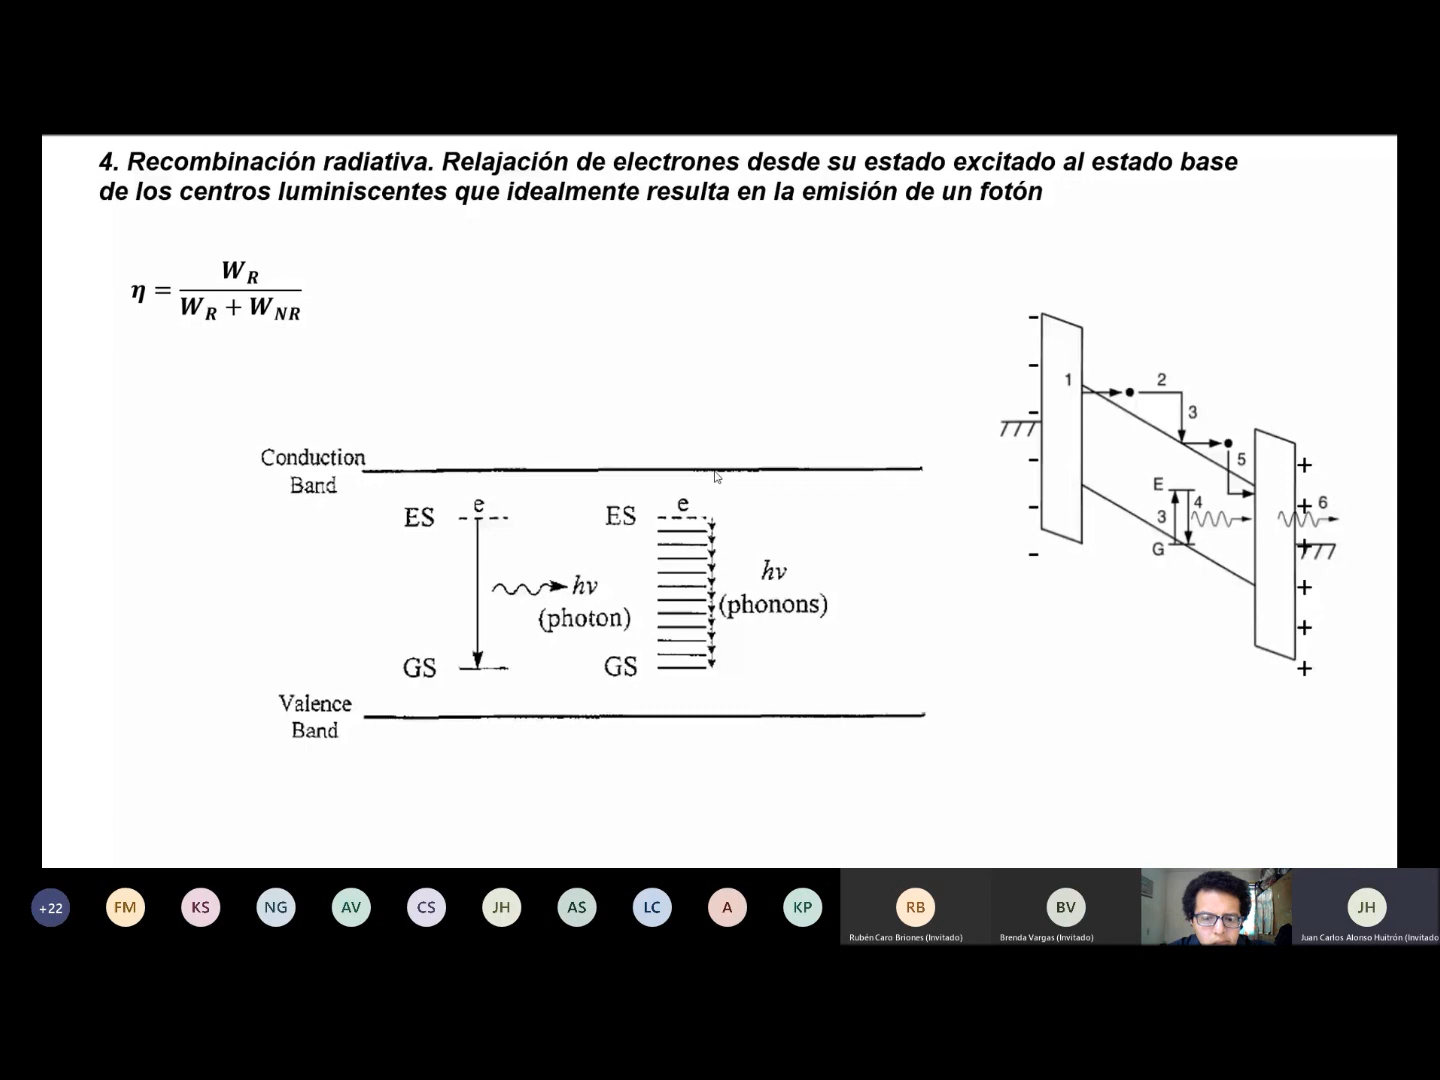 4. Recombinación radiativa. Relajación de electrones desde su estado excitado al estado base
de los centros luminiscentes que idealmente resulta en la emisión de un fotón
η = W_R / (W_R + W_NR)
Conduction
Band
ES e
ES e
hν
(photon)
hν
(phonons)
GS
GS
Valence
Band
1
2
3
5
E
4
3
6
G
+22
FM
KS
NG
AV
CS
JH
AS
LC
A
KP
RB
Rubén Caro Briones (Invitado)
BV
Brenda Vargas (Invitado)
JH
Juan Carlos Alonso Huitrón (Invitado